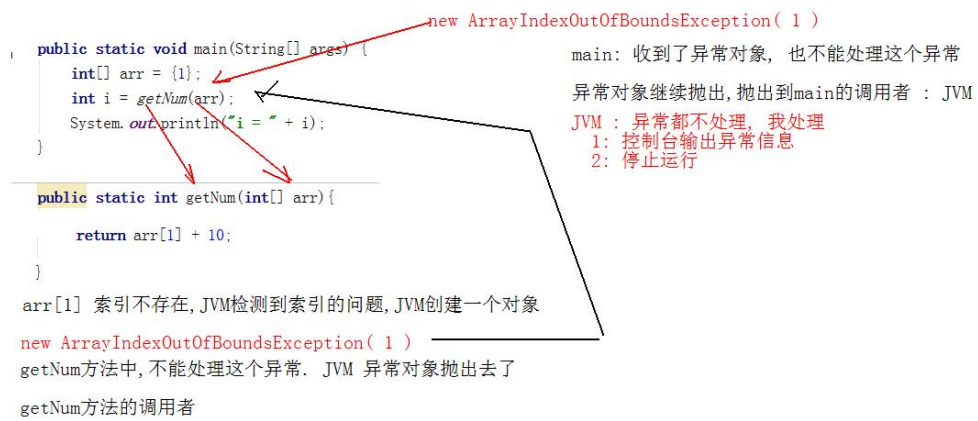 new ArrayIndexOutOfBoundsException( 1 )
public static void main(String[] args) {
int[] arr = {1};
int i = getNum(arr);
System.out.println("i = " + i);
}
public static int getNum(int[] arr){
return arr[1] + 10;
}
arr[1] 索引不存在,JVM检测到索引的问题,JVM创建一个对象
new ArrayIndexOutOfBoundsException( 1 )
getNum方法中,不能处理这个异常. JVM 异常对象抛出去了
getNum方法的调用者
main: 收到了异常对象, 也不能处理这个异常
异常对象继续抛出,抛出到main的调用者 : JVM
JVM : 异常都不处理, 我处理
1: 控制台输出异常信息
2: 停止运行